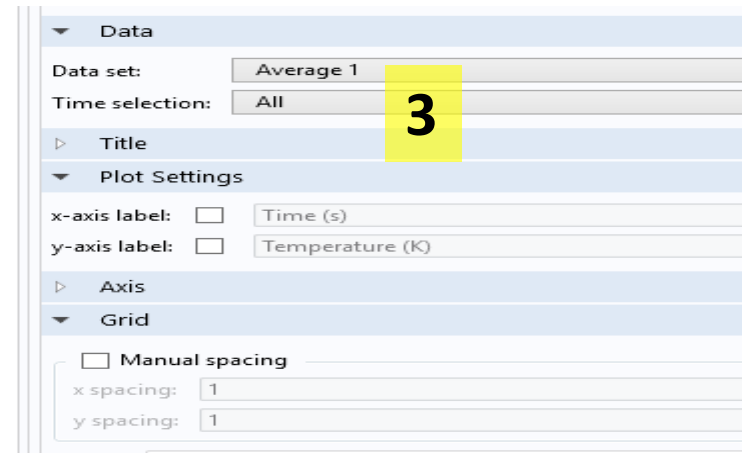 Data
Data set: Average 1
Time selection: All
3
Title
Plot Settings
x-axis label: Time (s)
y-axis label: Temperature (K)
Axis
Grid
Manual spacing
x spacing: 1
y spacing: 1